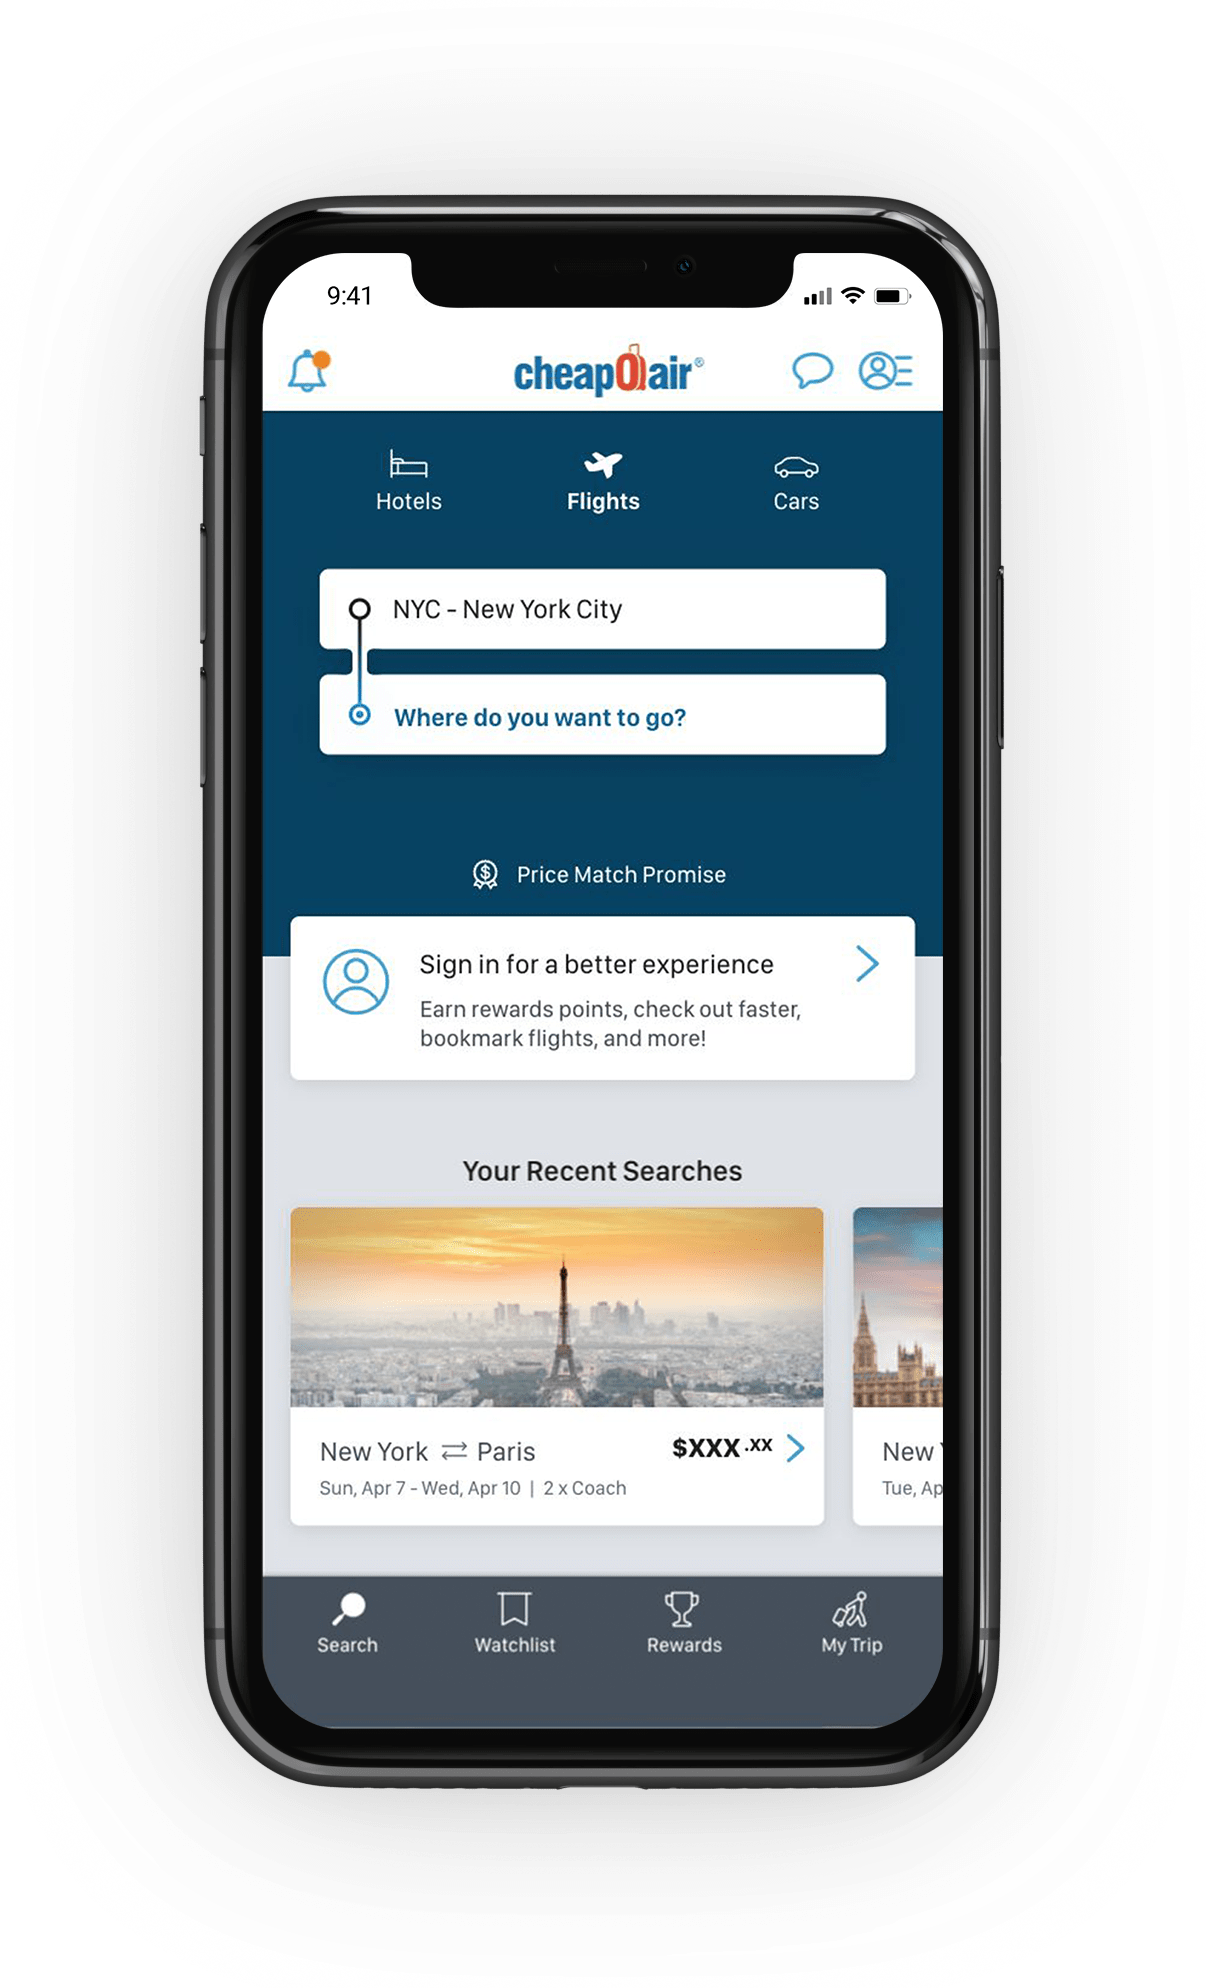 9:41
cheapOair®
Hotels
Flights
Cars
NYC - New York City
Where do you want to go?
Price Match Promise
Sign in for a better experience
Earn rewards points, check out faster,
bookmark flights, and more!
Your Recent Searches
New York ⇄ Paris
$XXX.XX
Sun, Apr 7 - Wed, Apr 10 | 2 x Coach
New Y
Tue, Ap
Search
Watchlist
Rewards
My Trip